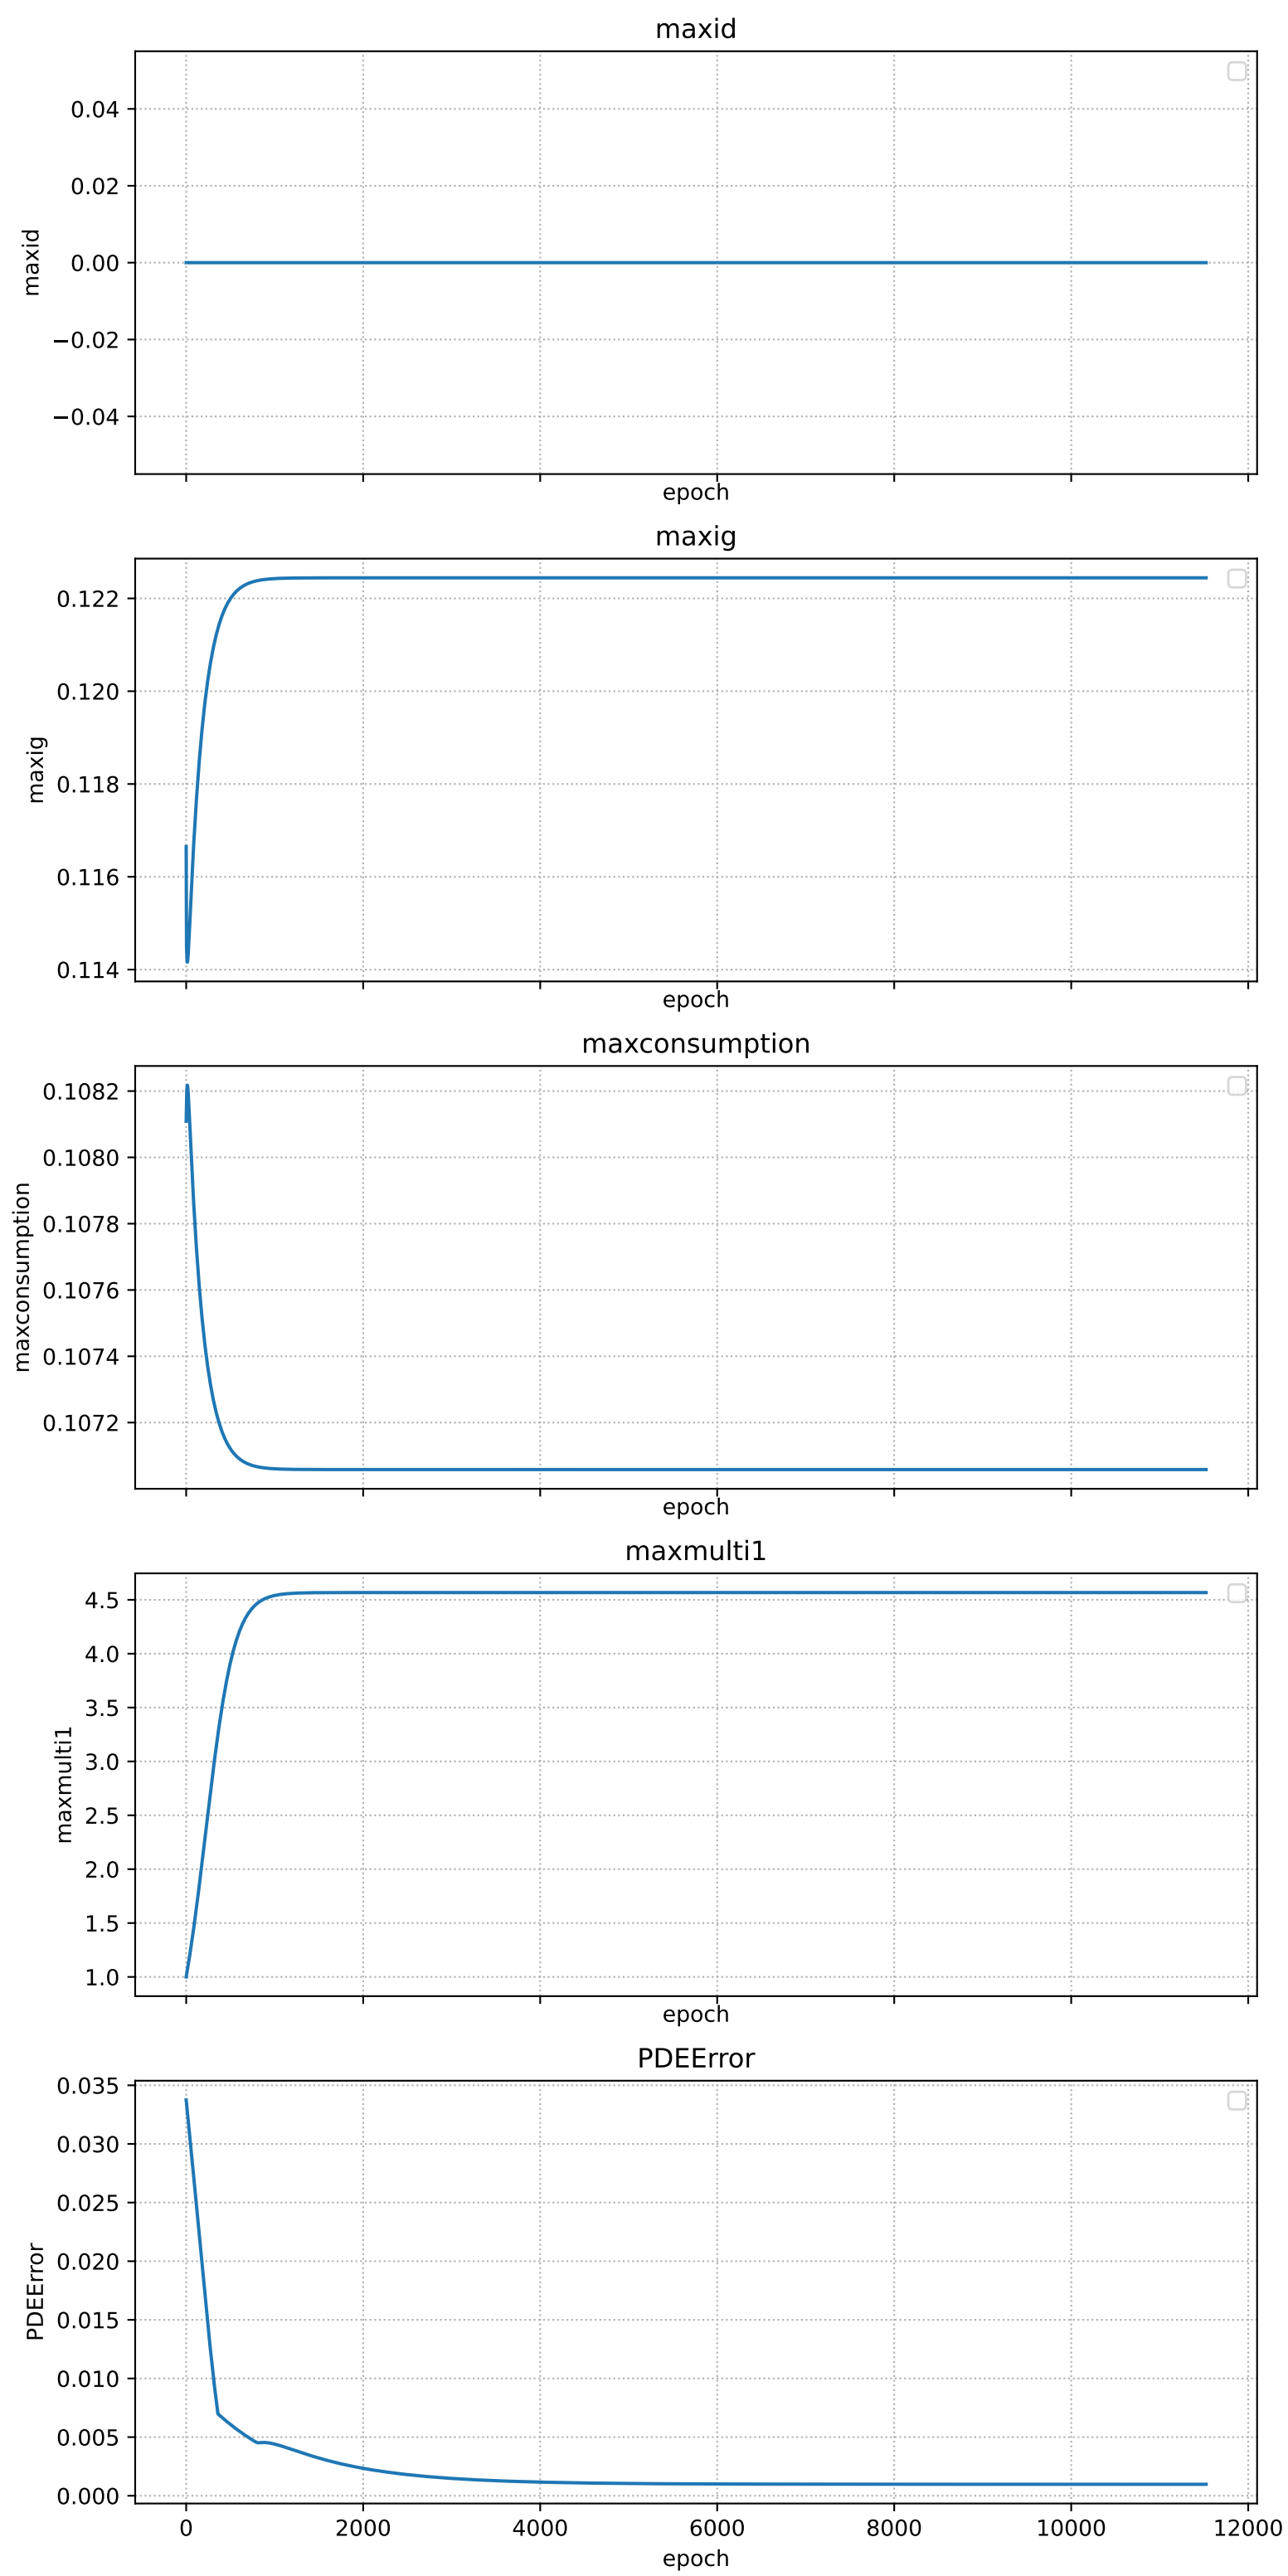 maxid
0.04
0.02
0.00
−0.02
−0.04
maxid
epoch
maxig
0.122
0.120
0.118
0.116
0.114
maxig
epoch
maxconsumption
0.1082
0.1080
0.1078
0.1076
0.1074
0.1072
maxconsumption
epoch
maxmulti1
4.5
4.0
3.5
3.0
2.5
2.0
1.5
1.0
maxmulti1
epoch
PDEError
0.035
0.030
0.025
0.020
0.015
0.010
0.005
0.000
PDEError
0 2000 4000 6000 8000 10000 12000
epoch